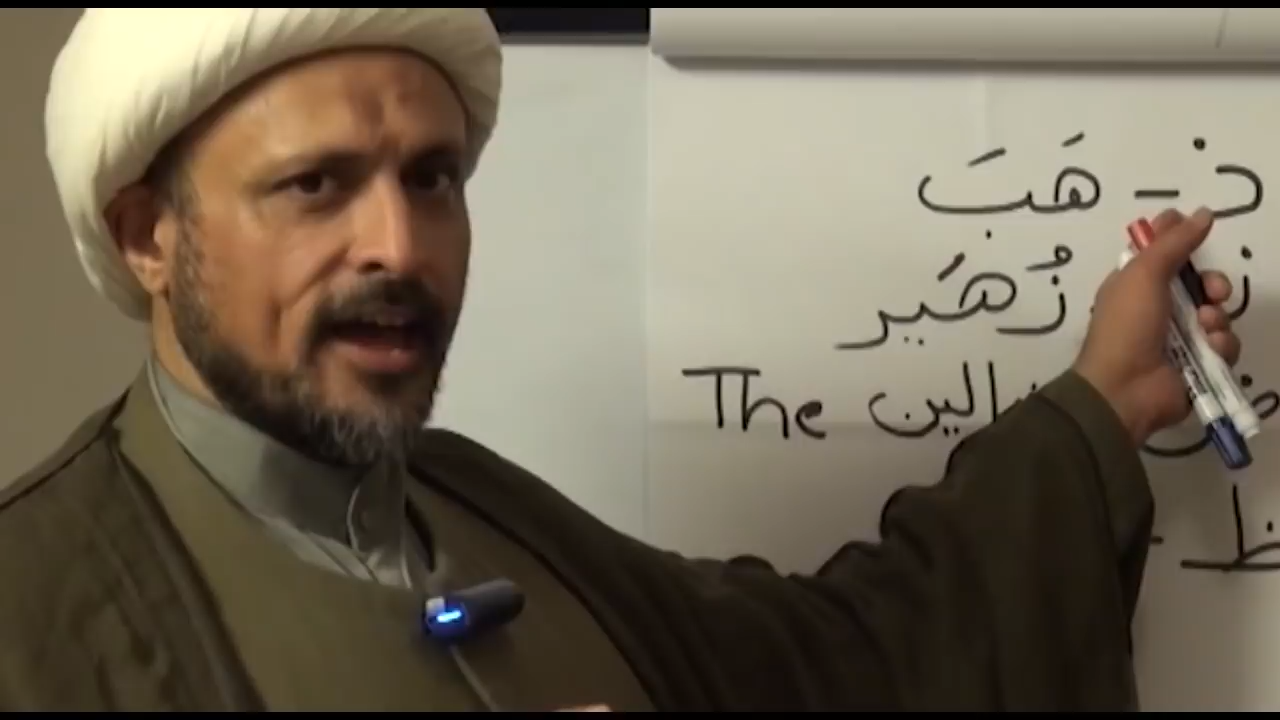 ذ - هَبَ
ز زُهَير
ض الين The
ظ -